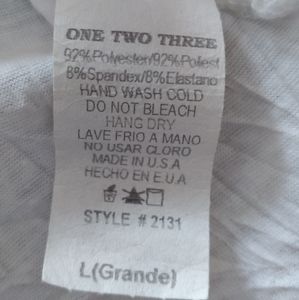 ONE TWO THREE
92%Polyester/92%Poliest
8%Spandex/8%Elastano
HAND WASH COLD
DO NOT BLEACH
HANG DRY
LAVE FRIO A MANO
NO USAR CLORO
MADE IN U.S.A
HECHO EN E.U.A
STYLE # 2131
L(Grande)